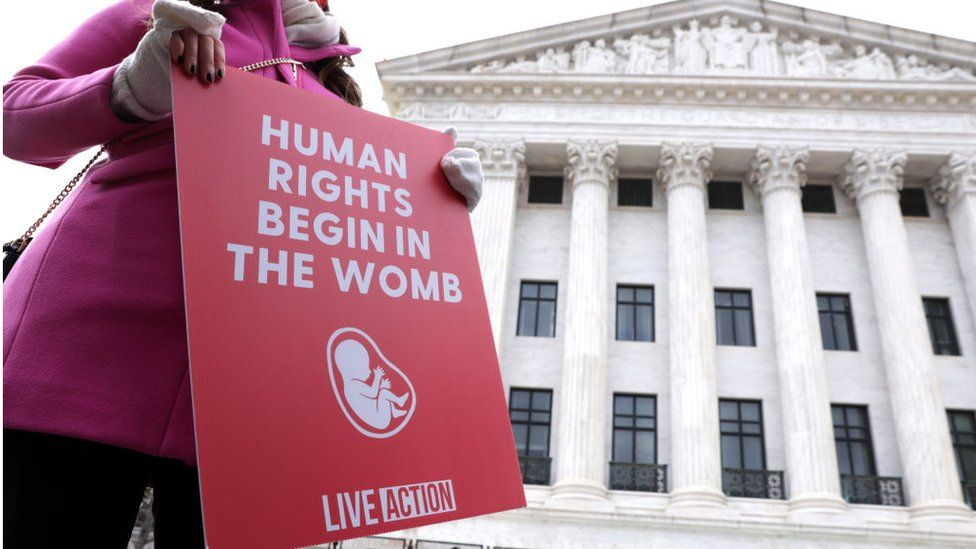 HUMAN
RIGHTS
BEGIN IN
THE WOMB
LIVE ACTION